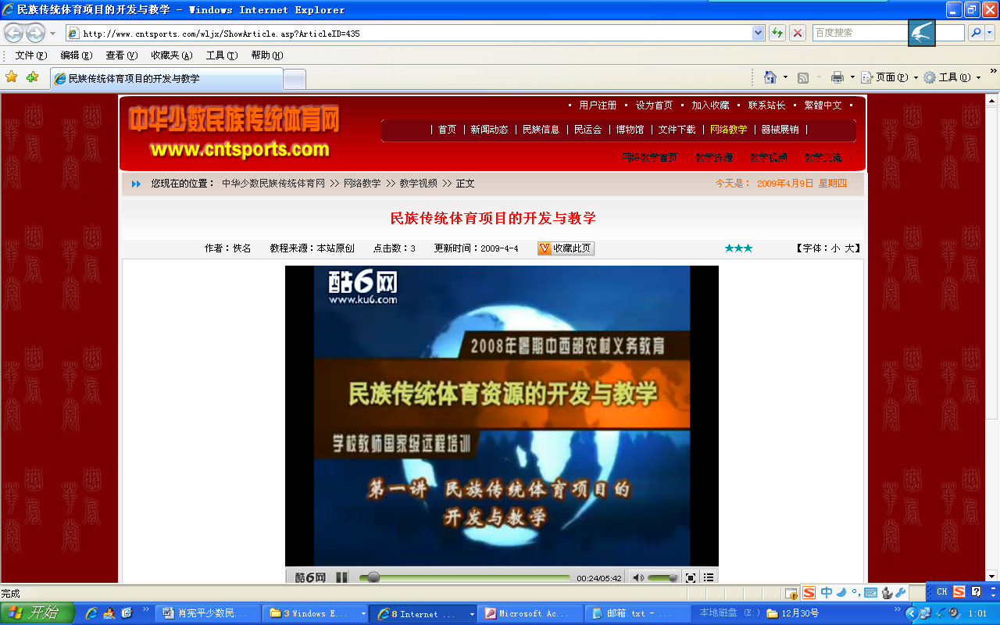 民族传统体育项目的开发与教学 - Windows Internet Explorer
http://www.cntsports.com/wljx/ShowArticle.asp?ArticleID=435
百度搜索
文件(F) 编辑(E) 查看(V) 收藏夹(A) 工具(T) 帮助(H)
民族传统体育项目的开发与教学
页面(P) 工具(O)
中华少数民族传统体育网
www.cntsports.com
· 用户注册 · 设为首页 · 加入收藏 · 联系站长 · 繁體中文 ·
| 首页 | 新闻动态 | 民族信息 | 民运会 | 博物馆 | 文件下载 | 网络教学 | 器械展销 |
| 网络教学首页 | 教学资源 | 教学视频 | 教学交流 |
您现在的位置： 中华少数民族传统体育网 >> 网络教学 >> 教学视频 >> 正文
今天是： 2009年4月9日 星期四
民族传统体育项目的开发与教学
作者：佚名 教程来源：本站原创 点击数：3 更新时间：2009-4-4 收藏此页 ★★★ 【字体：小 大】
酷6网
www.ku6.com
2008年暑期中西部农村义务教育
民族传统体育资源的开发与教学
学校教师国家级远程培训
第一讲 民族传统体育项目的
开发与教学
酷6网 00:24/05:42
完成
中 CH
开始 肖宪平少数民... 3 Windows E... 8 Internet ... Microsoft Ac... 邮箱.txt - ... 本地磁盘 (E:) 12月30号 1:01